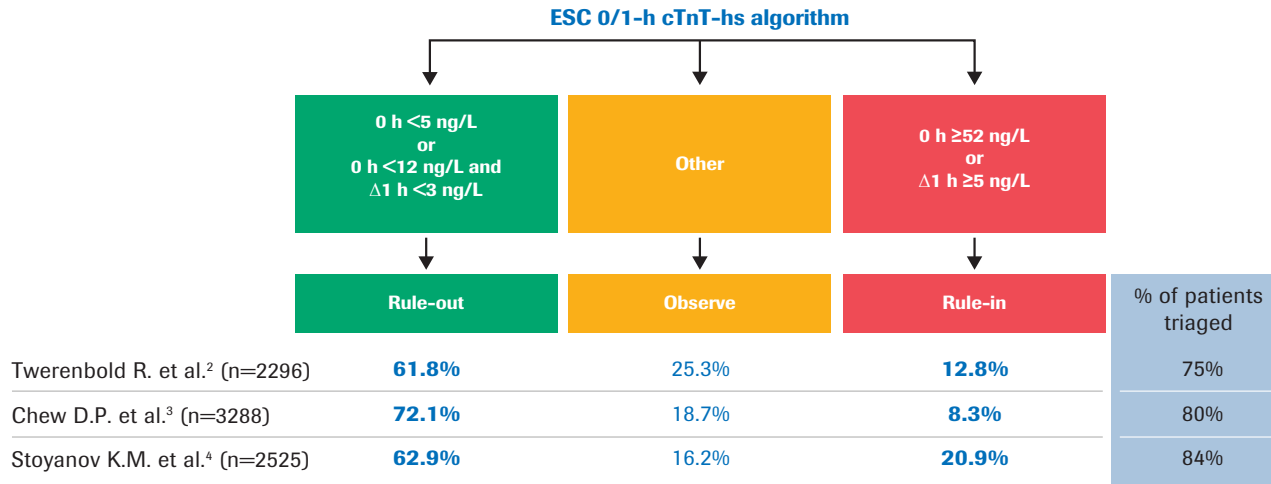 ESC 0/1-h cTnT-hs algorithm
0 h <5 ng/L
or
0 h <12 ng/L and
Δ1 h <3 ng/L
Other
0 h ≥52 ng/L
or
Δ1 h ≥5 ng/L
Rule-out
Observe
Rule-in
% of patients
triaged
Twerenbold R. et al.² (n=2296) 61.8% 25.3% 12.8% 75%
Chew D.P. et al.³ (n=3288) 72.1% 18.7% 8.3% 80%
Stoyanov K.M. et al.⁴ (n=2525) 62.9% 16.2% 20.9% 84%